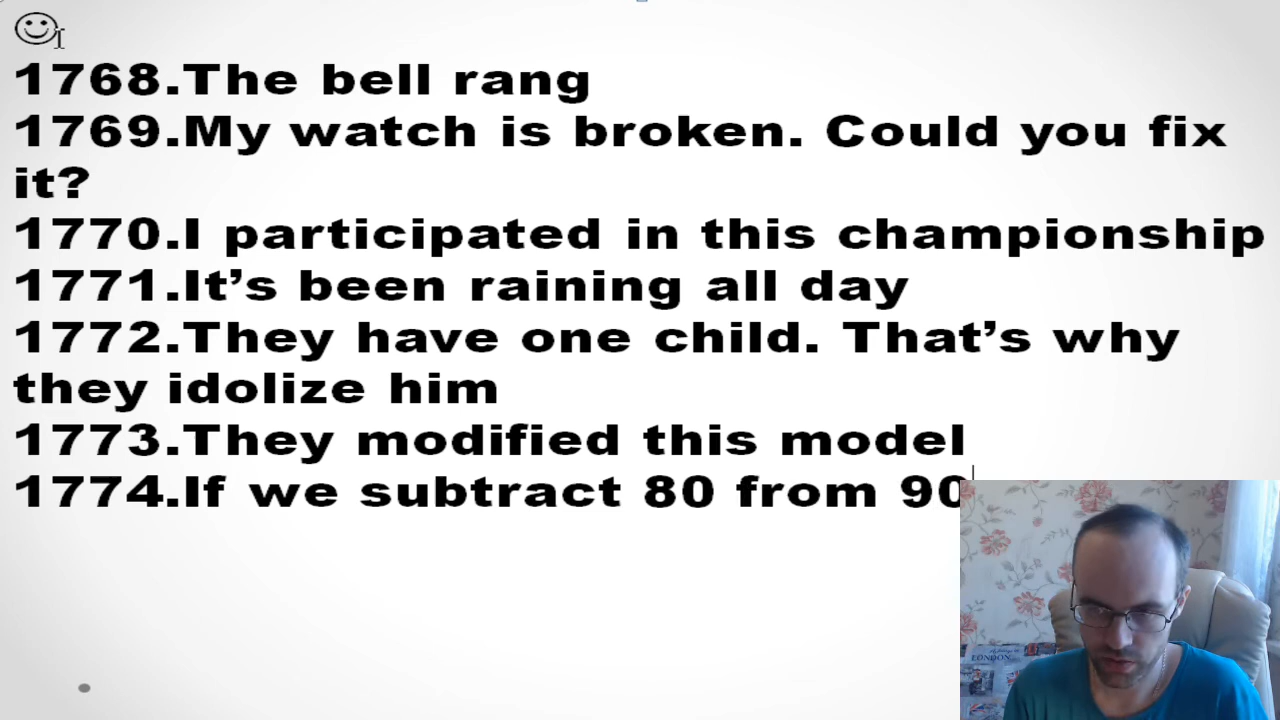 1768.The bell rang
1769.My watch is broken. Could you fix
it?
1770.I participated in this championship
1771.It’s been raining all day
1772.They have one child. That’s why
they idolize him
1773.They modified this model
1774.If we subtract 80 from 90
LONDON